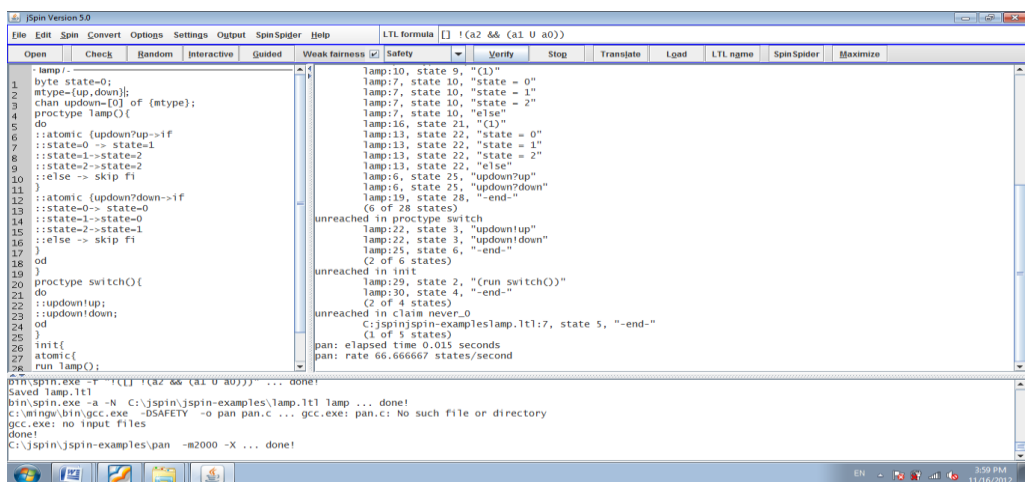 jSpin Version 5.0
File Edit Spin Convert Options Settings Output SpinSpider Help LTL formula [] !(a2 && (a1 U a0))
Open Check Random Interactive Guided Weak fairness Safety Verify Stop Translate Load LTL name SpinSpider Maximize
lamp/-
1 byte state=0;
2 mtype={up,down};
3 chan updown=[0] of {mtype};
4 proctype lamp(){
5 do
6 ::atomic {updown?up->if
7 ::state=0 -> state=1
8 ::state=1->state=2
9 ::state=2->state=2
10 ::else -> skip fi
11 }
12 ::atomic {updown?down->if
13 ::state=0-> state=0
14 ::state=1->state=0
15 ::state=2->state=1
16 ::else -> skip fi
17 }
18 od
19 }
20 proctype switch(){
21 do
22 ::updown!up;
23 ::updown!down;
24 od
25 }
26 init{
27 atomic{
28 run lamp();
lamp:10, state 9, "(1)"
lamp:7, state 10, "state = 0"
lamp:7, state 10, "state = 1"
lamp:7, state 10, "state = 2"
lamp:7, state 10, "else"
lamp:16, state 21, "(1)"
lamp:13, state 22, "state = 0"
lamp:13, state 22, "state = 1"
lamp:13, state 22, "state = 2"
lamp:13, state 22, "else"
lamp:6, state 25, "updown?up"
lamp:6, state 25, "updown?down"
lamp:19, state 28, "-end-"
(6 of 28 states)
unreached in proctype switch
lamp:22, state 3, "updown!up"
lamp:22, state 3, "updown!down"
lamp:25, state 6, "-end-"
(2 of 6 states)
unreached in init
lamp:29, state 2, "(run switch())"
lamp:30, state 4, "-end-"
(2 of 4 states)
unreached in claim never_0
C:jspinjspin-exampleslamp.ltl:7, state 5, "-end-"
(1 of 5 states)
pan: elapsed time 0.015 seconds
pan: rate 66.666667 states/second
bin\spin.exe -f "!([] !(a2 && (a1 U a0)))" ... done!
Saved lamp.ltl
bin\spin.exe -a -N C:\jspin\jspin-examples\lamp.ltl lamp ... done!
c:\mingw\bin\gcc.exe -DSAFETY -o pan pan.c ... gcc.exe: pan.c: No such file or directory
gcc.exe: no input files
done!
C:\jspin\jspin-examples\pan -m2000 -X ... done!
EN 3:59 PM
11/16/2012